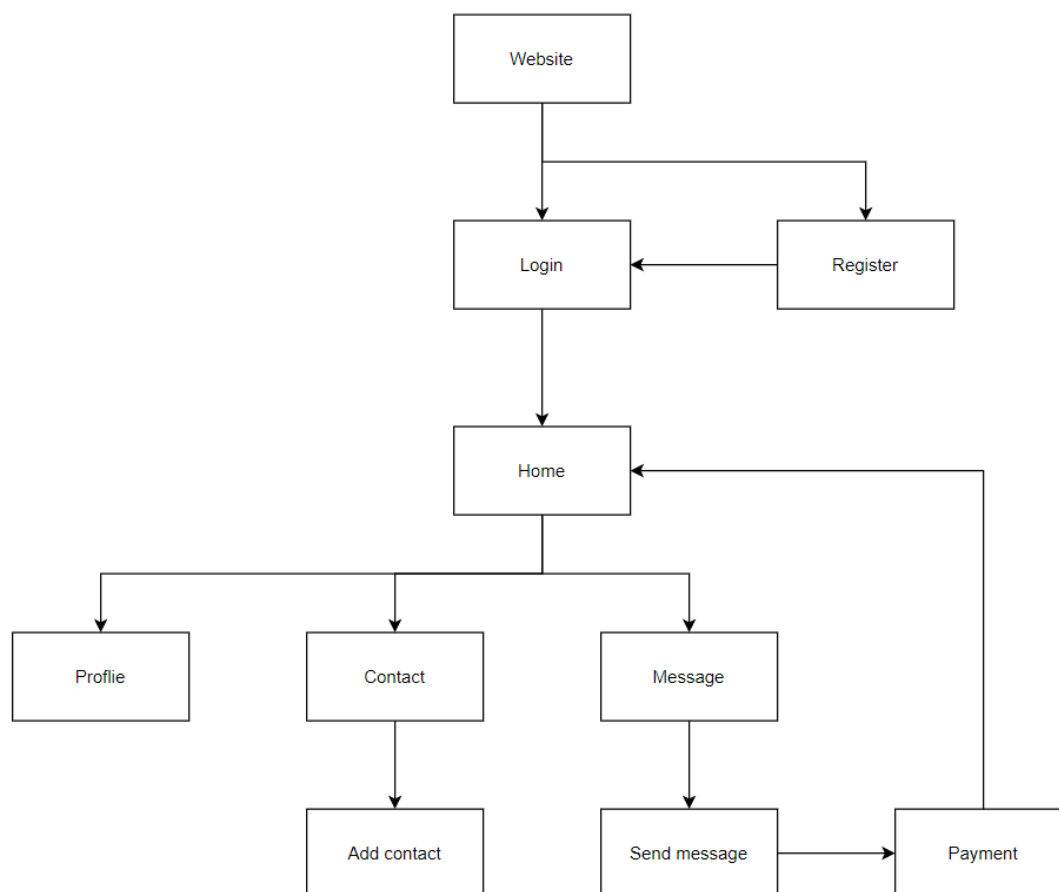 Website
Login
Register
Home
Proflie
Contact
Message
Add contact
Send message
Payment